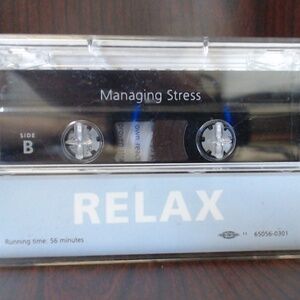 Managing Stress
SIDE
B
RELAX
Running time: 56 minutes
65056-0301